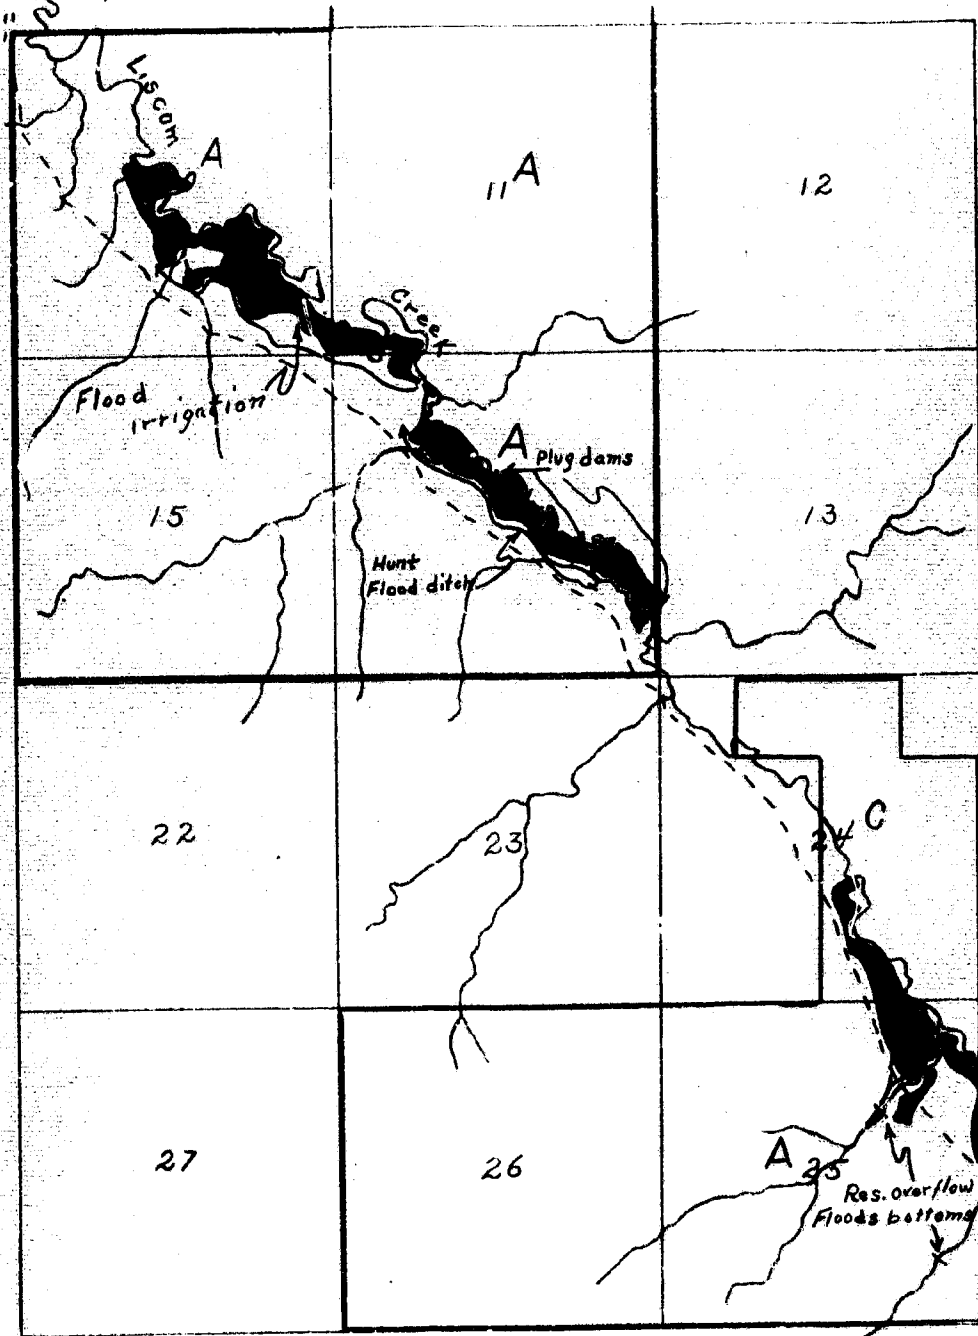 Liscom
A
11 A
12
Creek
Flood
irrigation
A
Plug dams
15
13
Hunt
Flood ditch
22
23
24 C
27
26
A 25
Res. overflow
Floods bottoms